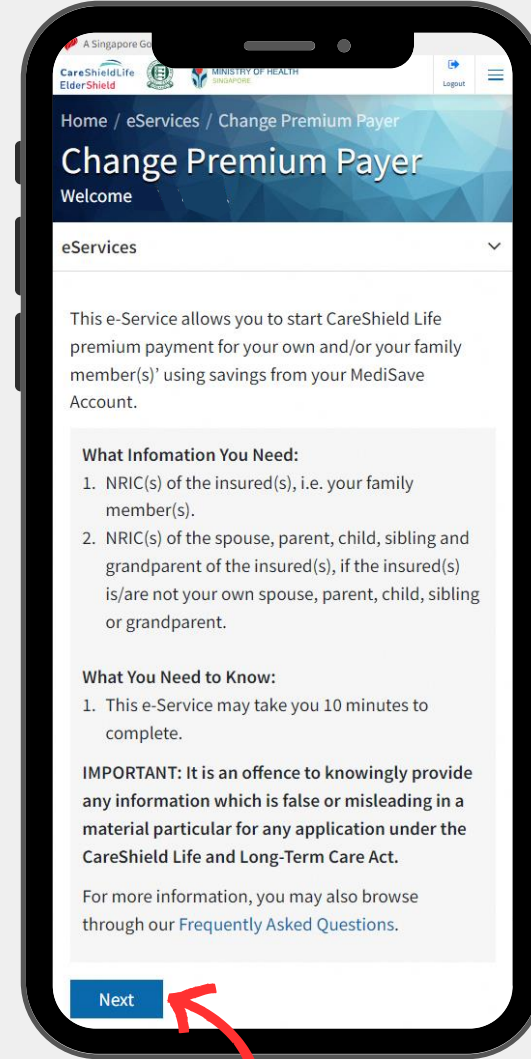 A Singapore Go
CareShieldLife
ElderShield
MINISTRY OF HEALTH
SINGAPORE
Logout
Home / eServices / Change Premium Payer
Change Premium Payer
Welcome
eServices
This e-Service allows you to start CareShield Life
premium payment for your own and/or your family
member(s)’ using savings from your MediSave
Account.
What Infomation You Need:
1. NRIC(s) of the insured(s), i.e. your family
member(s).
2. NRIC(s) of the spouse, parent, child, sibling and
grandparent of the insured(s), if the insured(s)
is/are not your own spouse, parent, child, sibling
or grandparent.
What You Need to Know:
1. This e-Service may take you 10 minutes to
complete.
IMPORTANT: It is an offence to knowingly provide
any information which is false or misleading in a
material particular for any application under the
CareShield Life and Long-Term Care Act.
For more information, you may also browse
through our Frequently Asked Questions.
Next